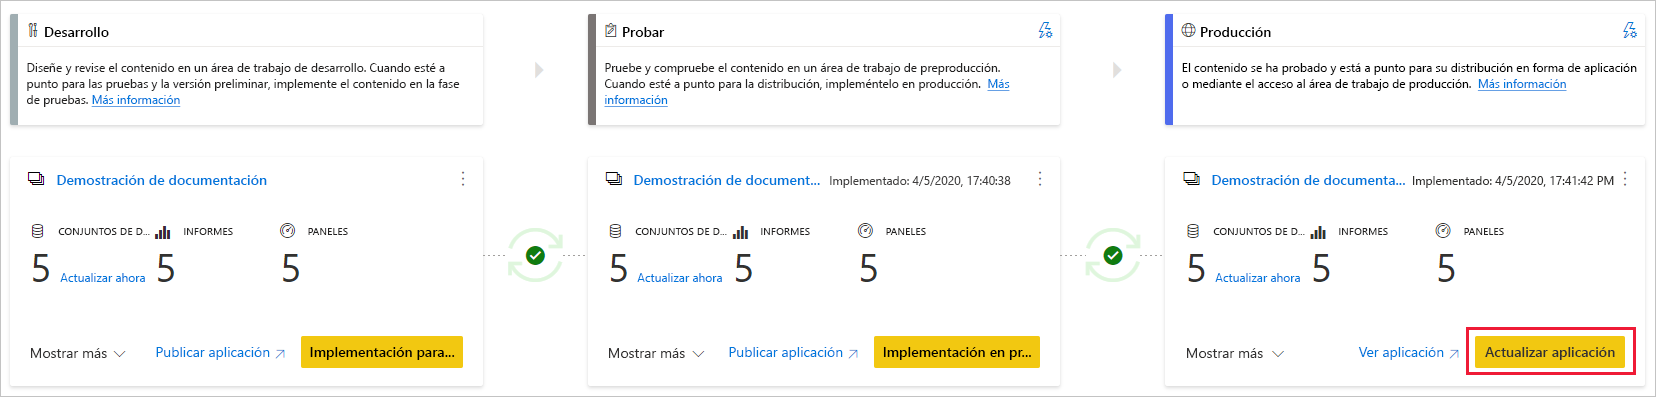 Desarrollo
Diseñe y revise el contenido en un área de trabajo de desarrollo. Cuando esté a
punto para las pruebas y la versión preliminar, implemente el contenido en la fase
de pruebas. Más información
Probar
Pruebe y compruebe el contenido en un área de trabajo de preproducción.
Cuando esté a punto para la distribución, impleméntelo en producción. Más
información
Producción
El contenido se ha probado y está a punto para su distribución en forma de aplicación
o mediante el acceso al área de trabajo de producción. Más información
Demostración de documentación
CONJUNTOS DE D... INFORMES PANELES
5 Actualizar ahora 5 5
Mostrar más Publicar aplicación Implementación para...
Demostración de document... Implementado: 4/5/2020, 17:40:38
CONJUNTOS DE D... INFORMES PANELES
5 Actualizar ahora 5 5
Mostrar más Publicar aplicación Implementación en pr...
Demostración de documenta... Implementado: 4/5/2020, 17:41:42 PM
CONJUNTOS DE D... INFORMES PANELES
5 Actualizar ahora 5 5
Mostrar más Ver aplicación Actualizar aplicación